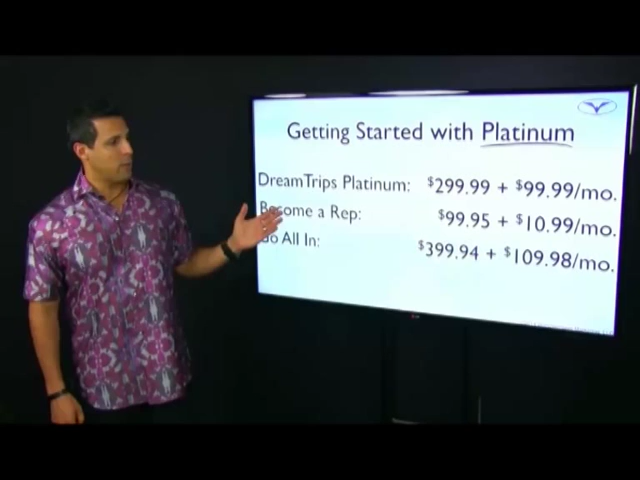 Getting Started with Platinum
DreamTrips Platinum: $299.99 + $99.99/mo.
Become a Rep: $99.95 + $10.99/mo.
Go All In: $399.94 + $109.98/mo.